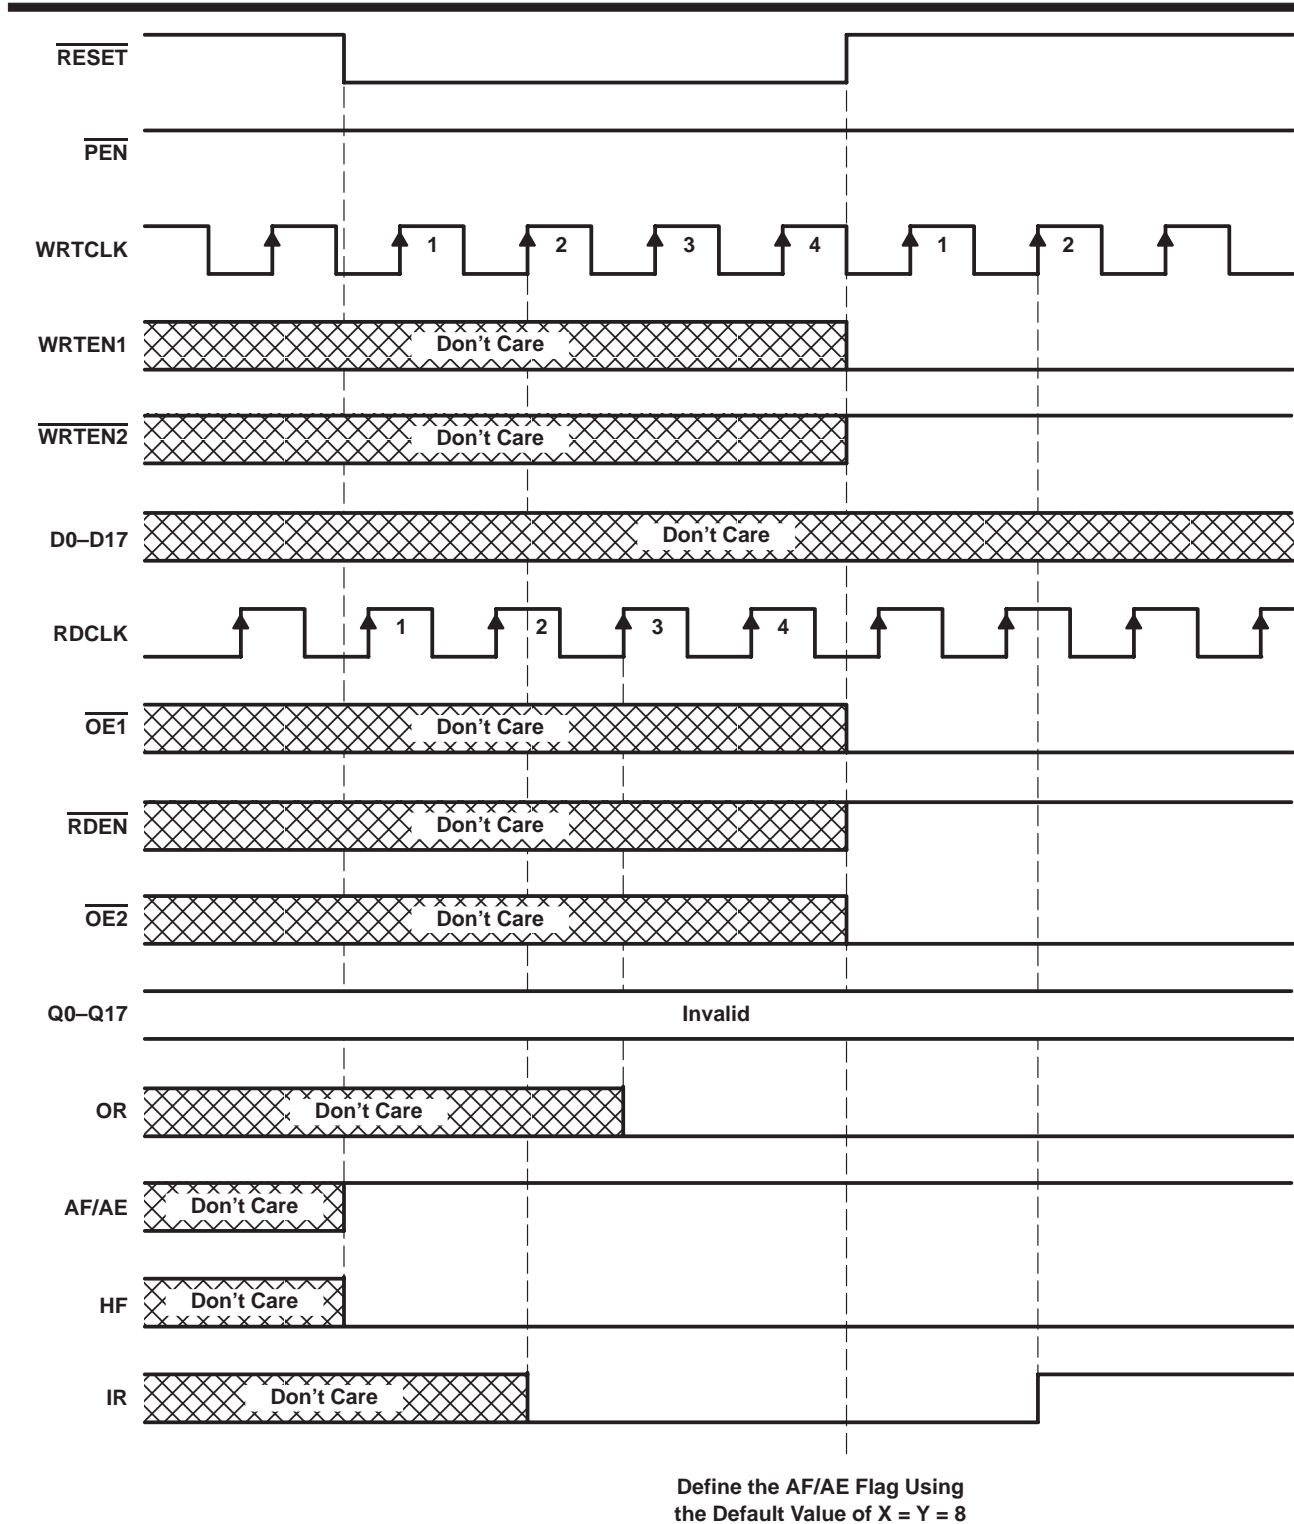 RESET
PEN
WRTCLK 1 2 3 4 1 2
WRTEN1 Don't Care
WRTEN2 Don't Care
D0–D17 Don't Care
RDCLK 1 2 3 4
OE1 Don't Care
RDEN Don't Care
OE2 Don't Care
Q0–Q17 Invalid
OR Don't Care
AF/AE Don't Care
HF Don't Care
IR Don't Care
Define the AF/AE Flag Using
the Default Value of X = Y = 8